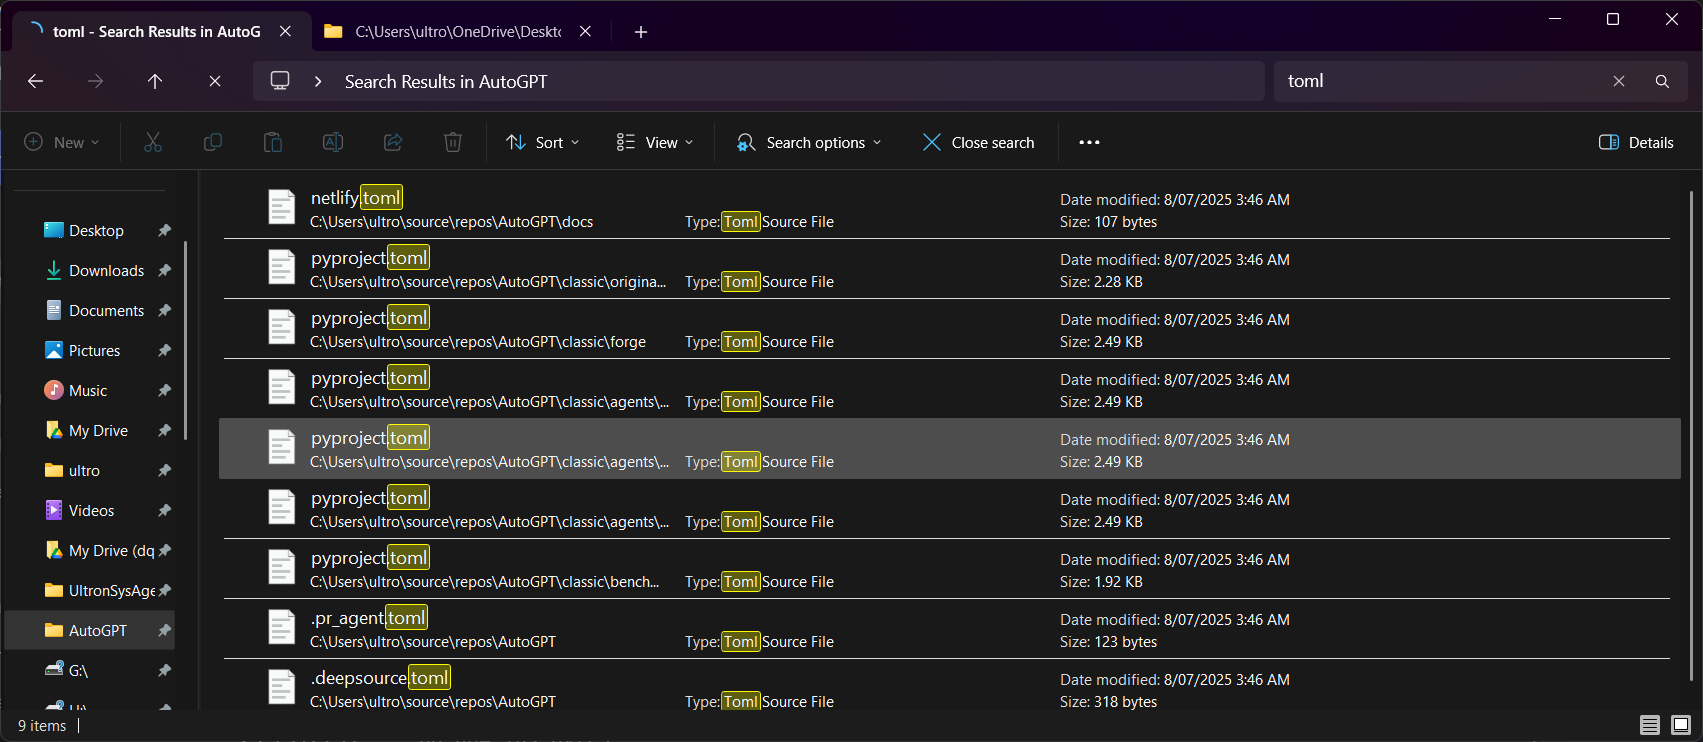 toml - Search Results in AutoG
C:\Users\ultro\OneDrive\Deskto
Search Results in AutoGPT
toml
New
Sort
View
Search options
Close search
Details
Desktop
Downloads
Documents
Pictures
Music
My Drive
ultro
Videos
My Drive (dq
UltronSysAge
AutoGPT
G:\
netlify.toml
C:\Users\ultro\source\repos\AutoGPT\docs
Type: Toml Source File
Date modified: 8/07/2025 3:46 AM
Size: 107 bytes
pyproject.toml
C:\Users\ultro\source\repos\AutoGPT\classic\origina...
Type: Toml Source File
Date modified: 8/07/2025 3:46 AM
Size: 2.28 KB
pyproject.toml
C:\Users\ultro\source\repos\AutoGPT\classic\forge
Type: Toml Source File
Date modified: 8/07/2025 3:46 AM
Size: 2.49 KB
pyproject.toml
C:\Users\ultro\source\repos\AutoGPT\classic\agents\...
Type: Toml Source File
Date modified: 8/07/2025 3:46 AM
Size: 2.49 KB
pyproject.toml
C:\Users\ultro\source\repos\AutoGPT\classic\agents\...
Type: Toml Source File
Date modified: 8/07/2025 3:46 AM
Size: 2.49 KB
pyproject.toml
C:\Users\ultro\source\repos\AutoGPT\classic\agents\...
Type: Toml Source File
Date modified: 8/07/2025 3:46 AM
Size: 2.49 KB
pyproject.toml
C:\Users\ultro\source\repos\AutoGPT\classic\bench...
Type: Toml Source File
Date modified: 8/07/2025 3:46 AM
Size: 1.92 KB
.pr_agent.toml
C:\Users\ultro\source\repos\AutoGPT
Type: Toml Source File
Date modified: 8/07/2025 3:46 AM
Size: 123 bytes
.deepsource.toml
C:\Users\ultro\source\repos\AutoGPT
Type: Toml Source File
Date modified: 8/07/2025 3:46 AM
Size: 318 bytes
9 items